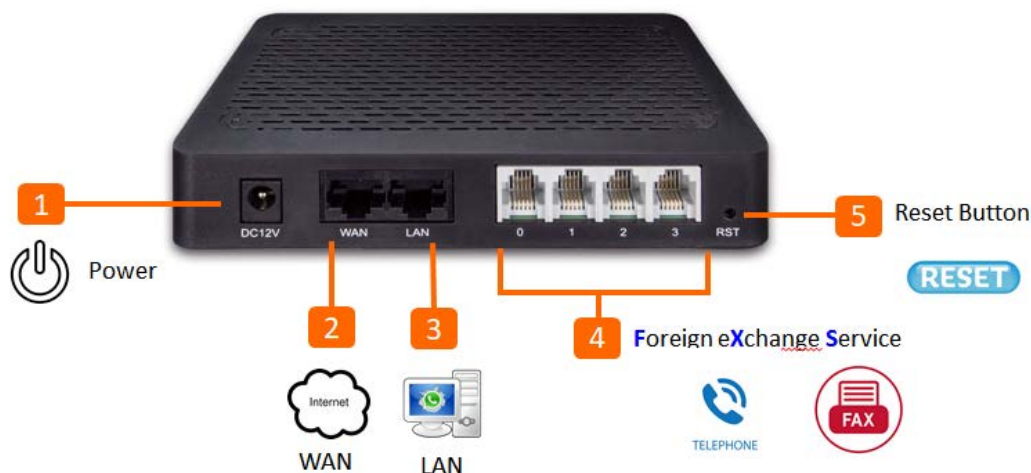 1
DC12V
WAN
LAN
0
1
2
3
RST
5
Reset Button
Power
RESET
2
3
4
Foreign eXchange Service
Internet
WAN
LAN
TELEPHONE
FAX